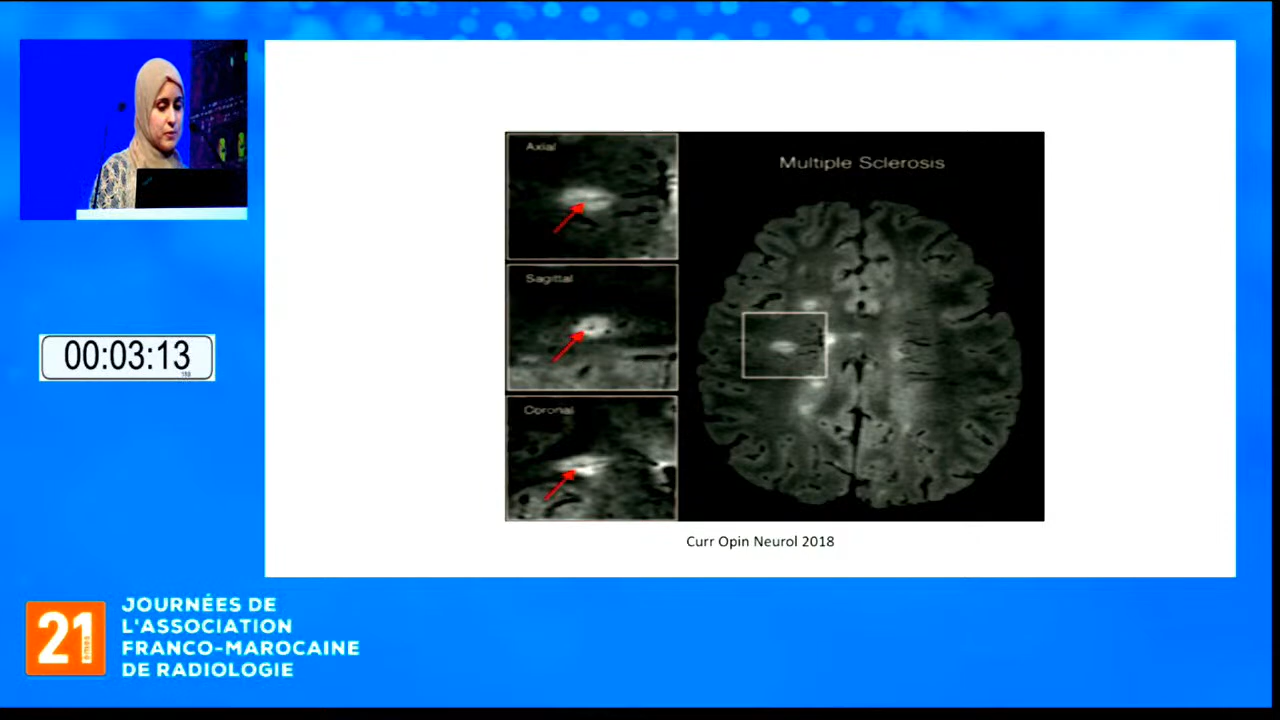 Axial
Multiple Sclerosis
Sagittal
Coronal
Curr Opin Neurol 2018
00:03:13
21
èmes
JOURNÉES DE
L'ASSOCIATION
FRANCO-MAROCAINE
DE RADIOLOGIE